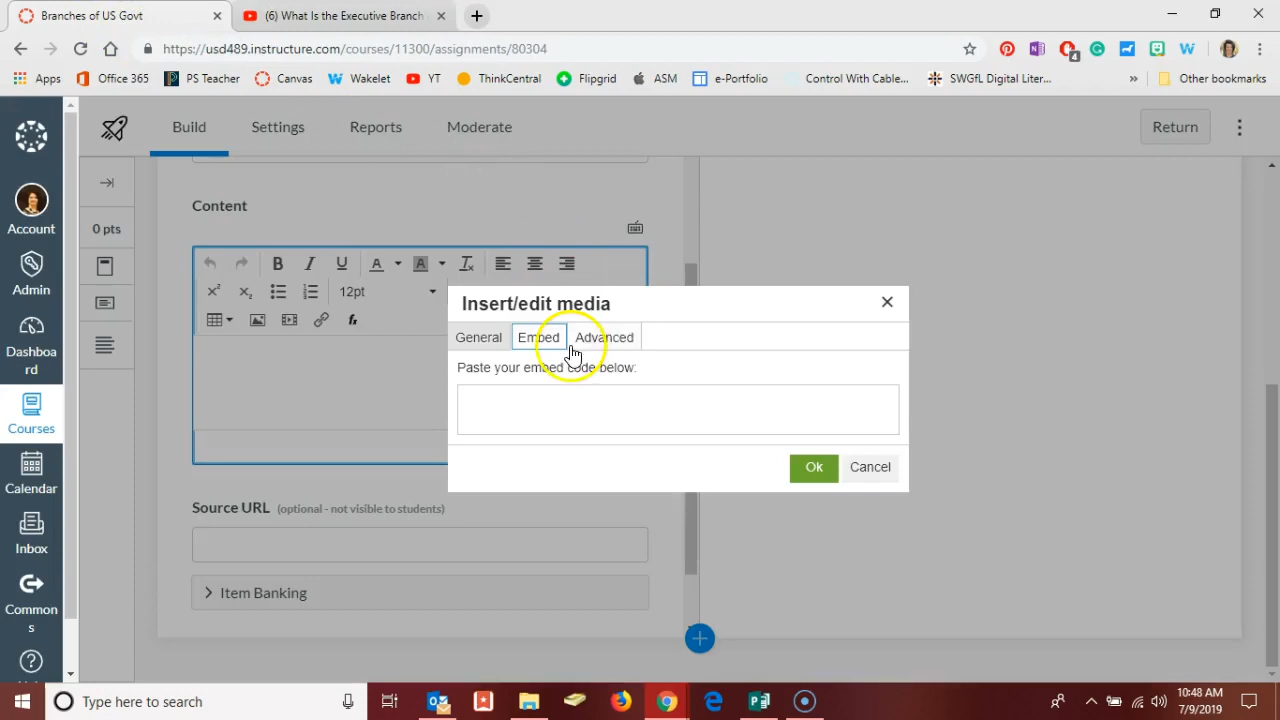 Branches of US Govt
(6) What Is the Executive Branch
https://usd489.instructure.com/courses/11300/assignments/80304
4
Apps
Office 365
PS Teacher
Canvas
Wakelet
YT
ThinkCentral
Flipgrid
ASM
E-Portfolio
Control With Cable...
SWGfL Digital Liter...
»
Other bookmarks
Build
Settings
Reports
Moderate
Return
Account
Admin
Dashboa
rd
Courses
Calendar
Inbox
Common
s
0 pts
Content
B I U A A
12pt
Insert/edit media
General
Embed
Advanced
Paste your embed code below:
Ok
Cancel
Source URL (optional - not visible to students)
Item Banking
Type here to search
10:48 AM
7/9/2019